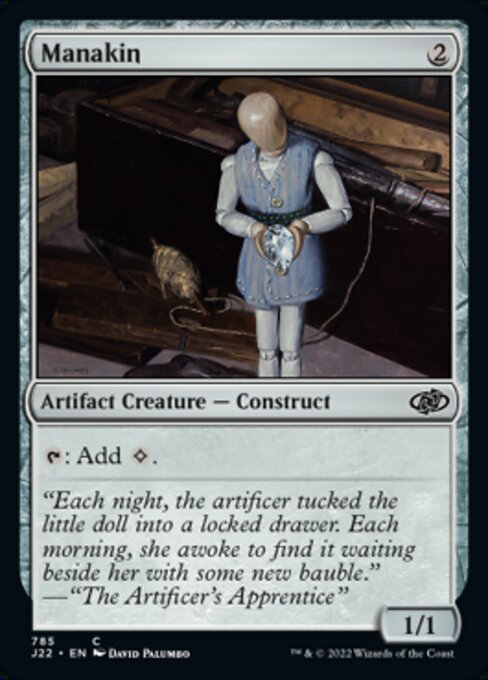 Manakin 2
Artifact Creature — Construct
: Add .
“Each night, the artificer tucked the
little doll into a locked drawer. Each
morning, she awoke to find it waiting
beside her with some new bauble.”
—“The Artificer’s Apprentice”
1/1
785 C
J22 • EN DAVID PALUMBO
™ & © 2022 Wizards of the Coast